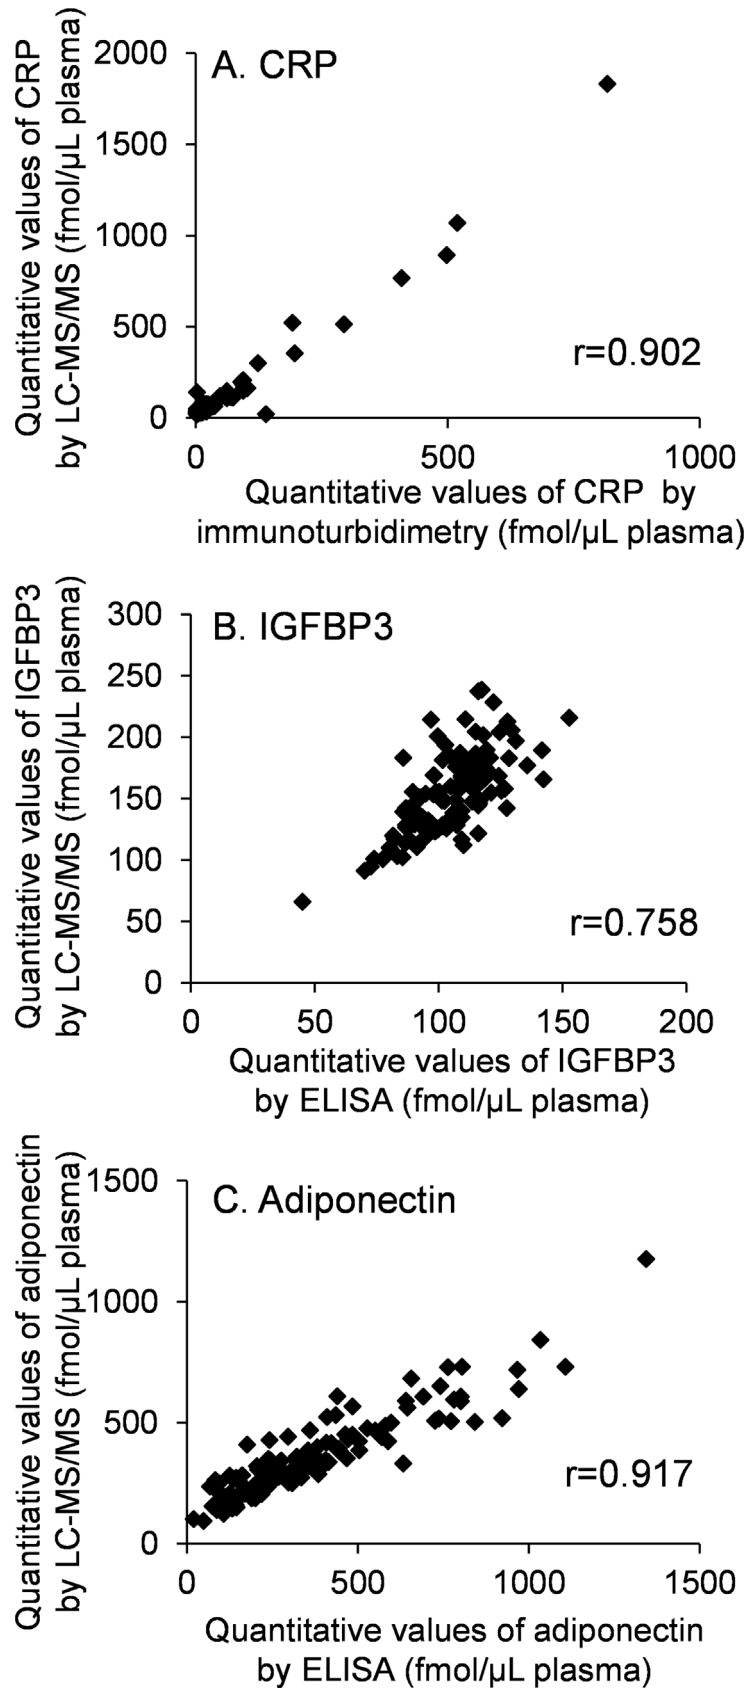 Quantitative values of CRP
by LC-MS/MS (fmol/µL plasma)
2000
1500
1000
500
0
A. CRP
r=0.902
0 500 1000
Quantitative values of CRP by
immunoturbidimetry (fmol/µL plasma)
Quantitative values of IGFBP3
by LC-MS/MS (fmol/µL plasma)
300
250
200
150
100
50
0
B. IGFBP3
r=0.758
0 50 100 150 200
Quantitative values of IGFBP3
by ELISA (fmol/µL plasma)
Quantitative values of adiponectin
by LC-MS/MS (fmol/µL plasma)
1500
1000
500
0
C. Adiponectin
r=0.917
0 500 1000 1500
Quantitative values of adiponectin
by ELISA (fmol/µL plasma)